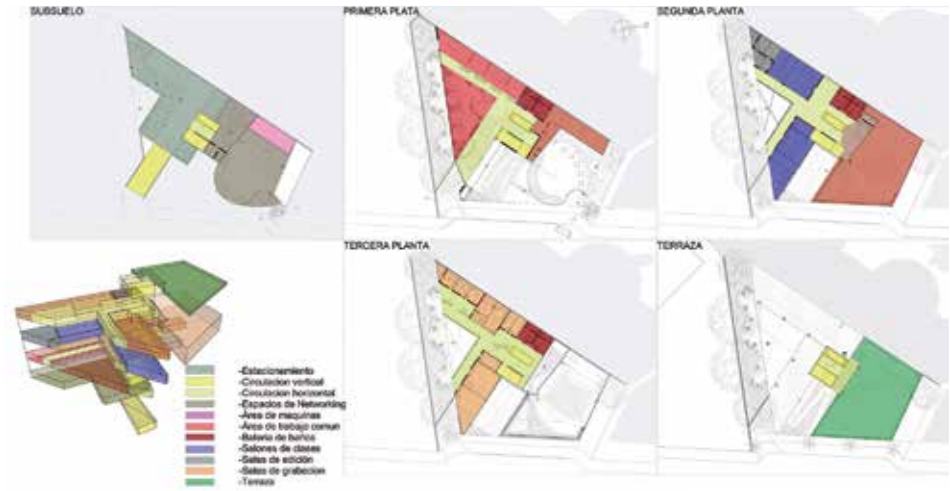 SUBSUELO
PRIMERA PLATA
SEGUNDA PLANTA
TERCERA PLANTA
TERRAZA
-Estacionamiento
-Circulacion vertical
-Circulacion horizontal
-Espacios de Networking
-Área de maquinas
-Área de trabajo comun
-Bateria de baños
-Salones de clases
-Salas de edición
-Salas de grabacion
-Terraza